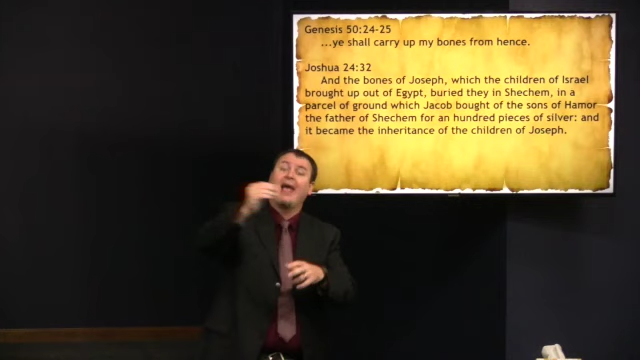 Genesis 50:24-25
...ye shall carry up my bones from hence.
Joshua 24:32
And the bones of Joseph, which the children of Israel
brought up out of Egypt, buried they in Shechem, in a
parcel of ground which Jacob bought of the sons of Hamor
the father of Shechem for an hundred pieces of silver: and
it became the inheritance of the children of Joseph.